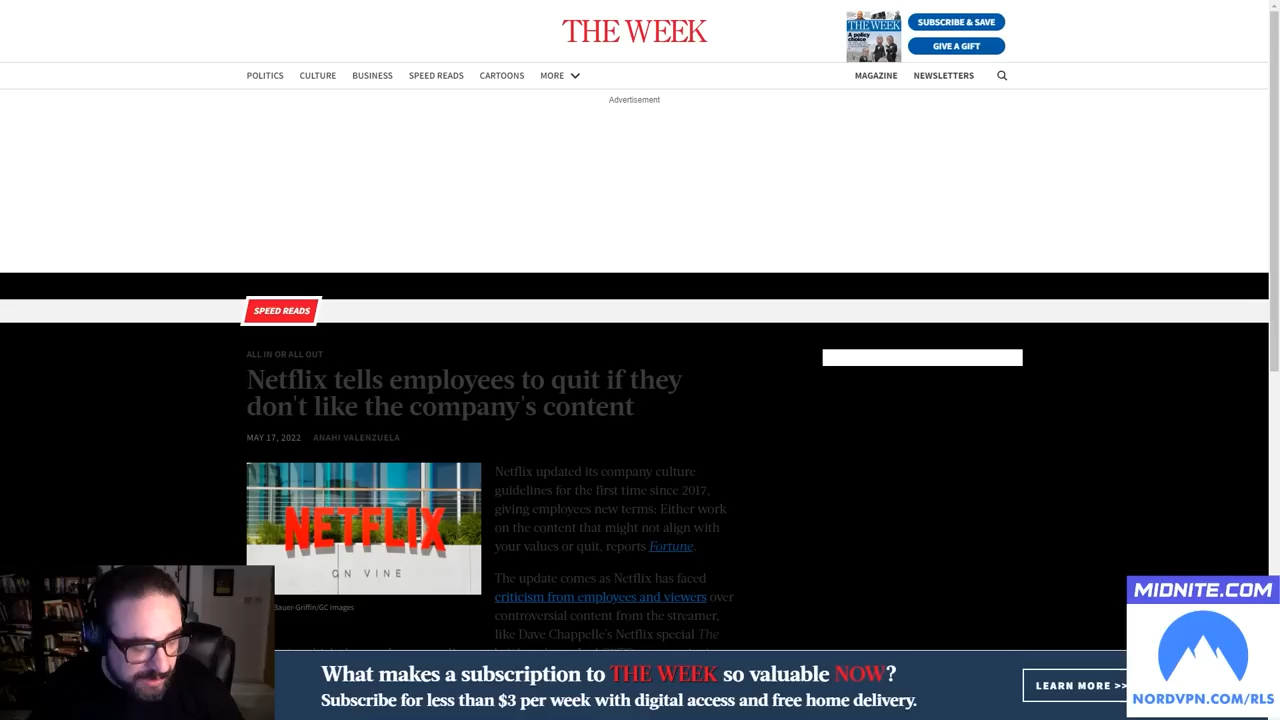 THE WEEK
THE WEEK
A policy
choice
SUBSCRIBE & SAVE
GIVE A GIFT
POLITICS
CULTURE
BUSINESS
SPEED READS
CARTOONS
MORE
MAGAZINE
NEWSLETTERS
Advertisement
SPEED READS
ALL IN OR ALL OUT
Netflix tells employees to quit if they
don't like the company's content
MAY 17, 2022 ANAHI VALENZUELA
NETFLIX
ON VINE
Bauer-Griffin/GC Images
Netflix updated its company culture
guidelines for the first time since 2017,
giving employees new terms: Either work
on the content that might not align with
your values or quit, reports Fortune.
The update comes as Netflix has faced
criticism from employees and viewers over
controversial content from the streamer,
like Dave Chappelle's Netflix special The
What makes a subscription to THE WEEK so valuable NOW?
Subscribe for less than $3 per week with digital access and free home delivery.
LEARN MORE >>
MIDNITE.COM
NORDVPN.COM/RLS